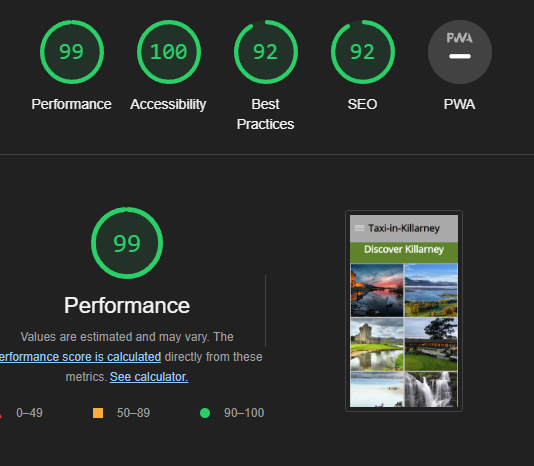 99
100
92
92
PWA
Performance
Accessibility
Best
Practices
SEO
PWA
99
Performance
Values are estimated and may vary. The
erformance score is calculated directly from these
metrics. See calculator.
0–49
50–89
90–100
Taxi-in-Killarney
Discover Killarney